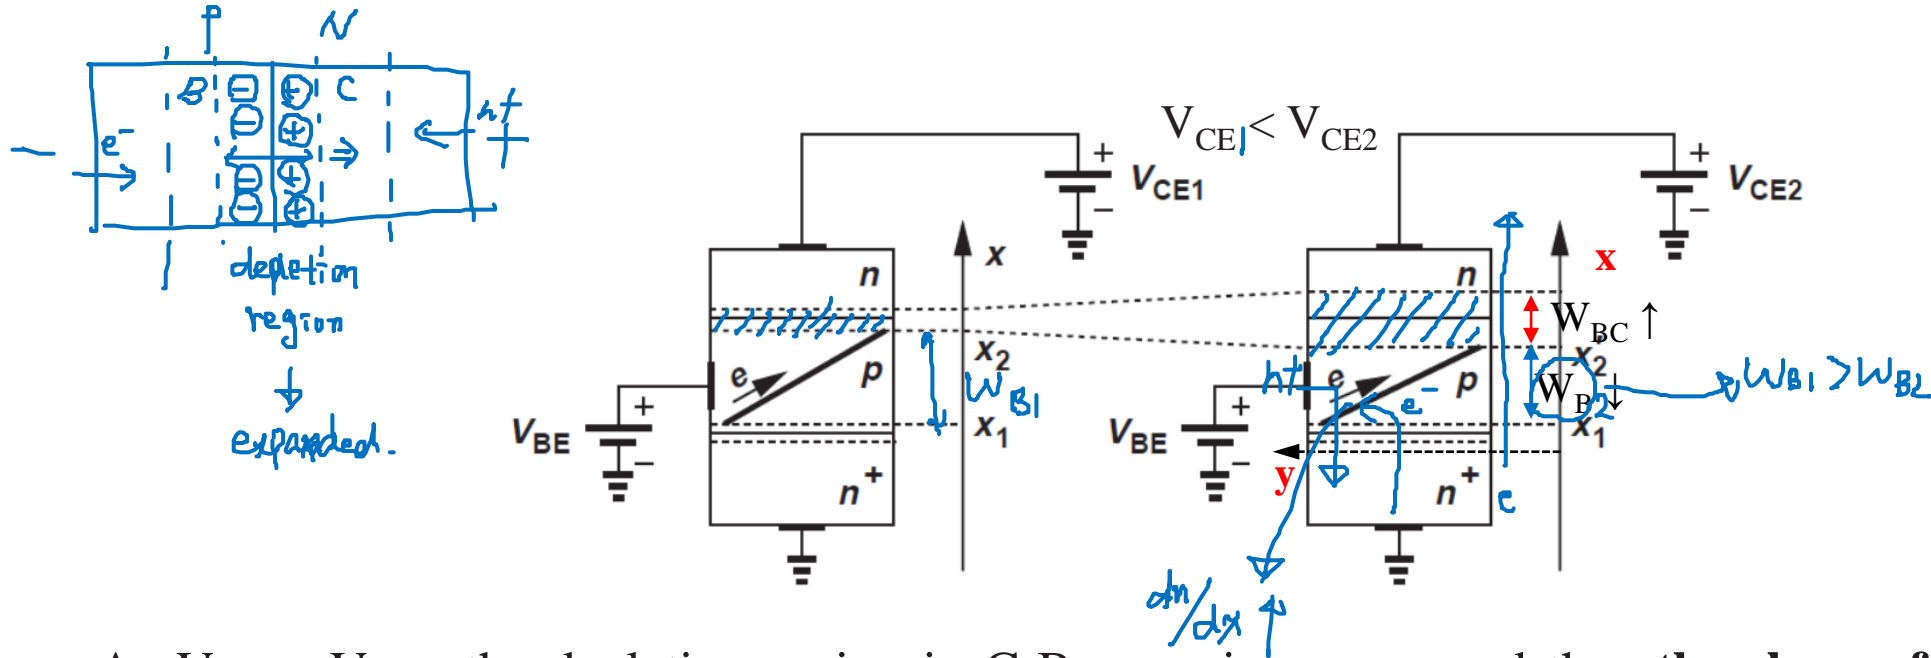 P N
B ⊖ ⊕ C
⊖ ⊕
⊖ ⊕
⊖ ⊕
e⁻
−
h+
+
depletion
region
↓
expanded.
V_CE1 < V_CE2
+
V_CE1
−
+
V_CE2
−
n
x
x₂
p
e
W_B1
x₁
+
V_BE
−
n⁺
n
x
W_BC ↑
x₂'
h+
e
e⁻
p
W_B2 ↓
W_B1 > W_B2
x₁
+
V_BE
−
y
n⁺
e
dn/dx ↑